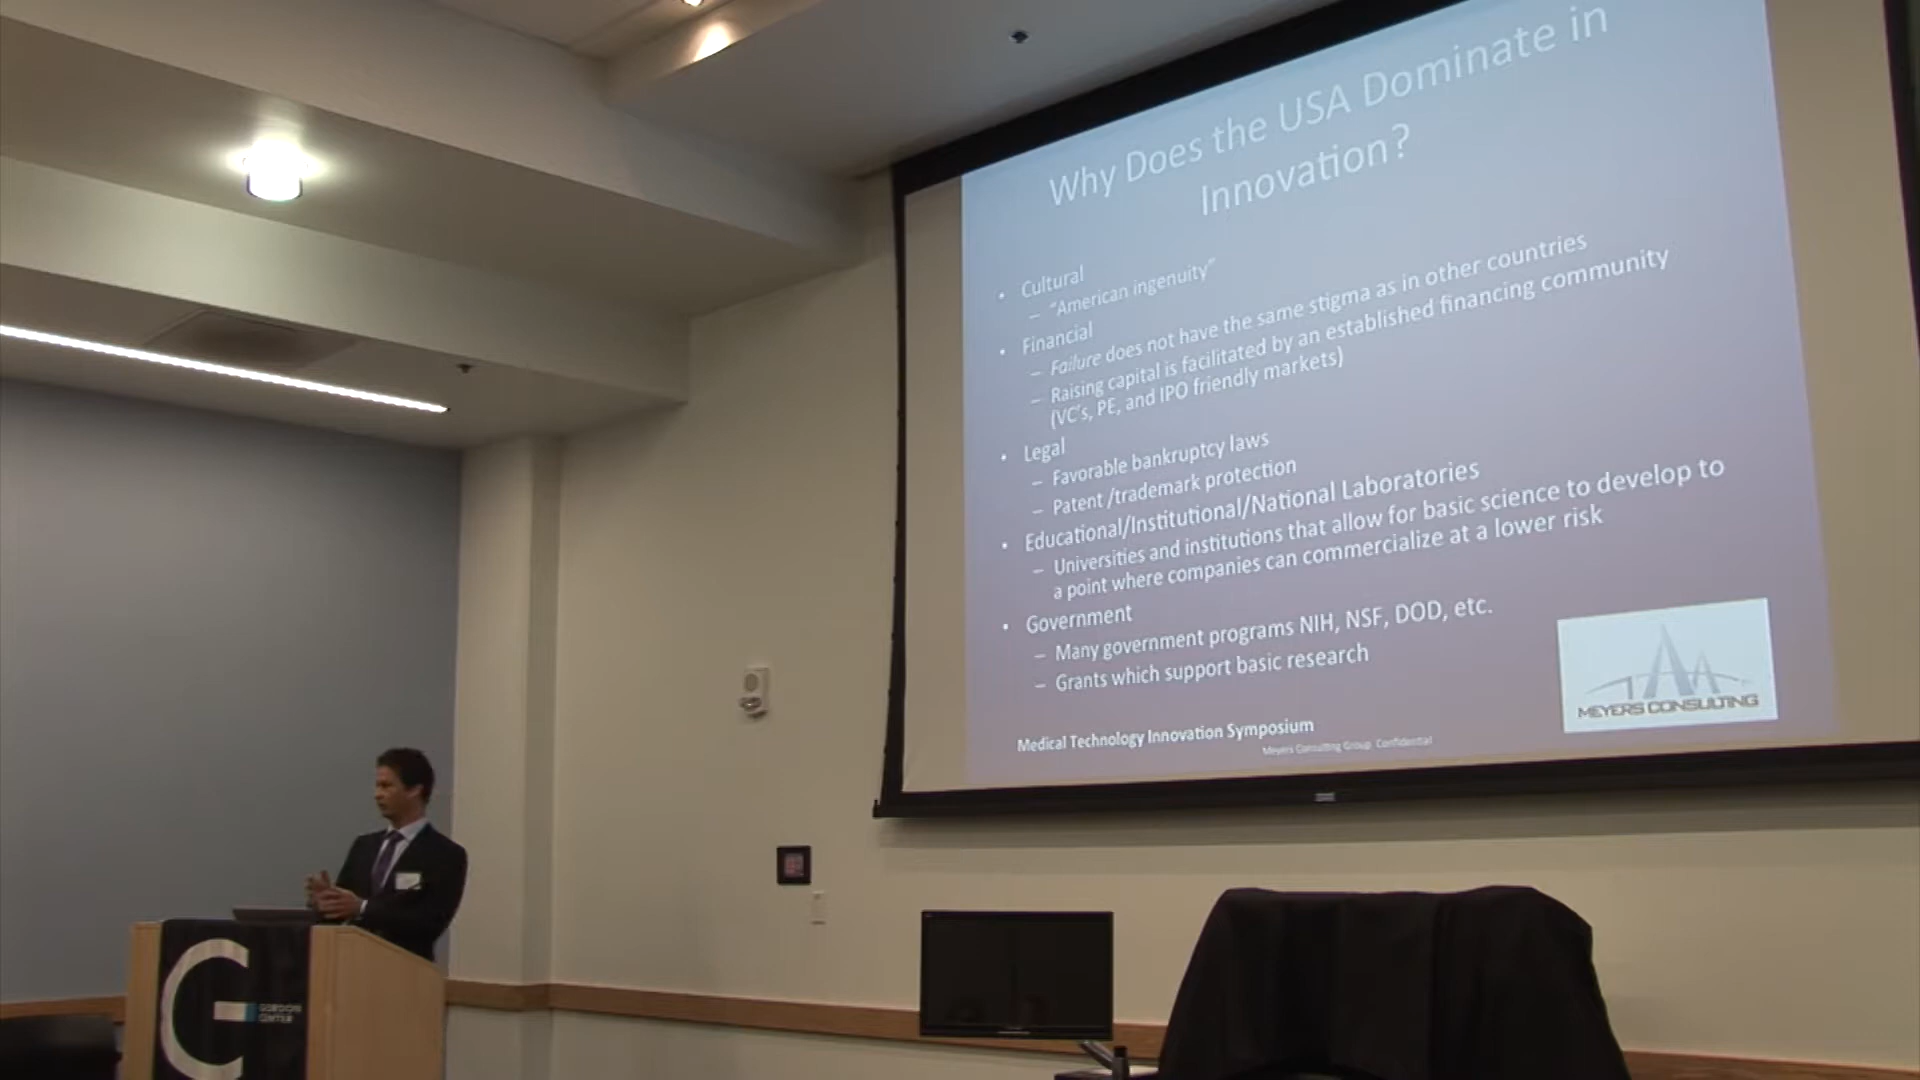 Why Does the USA Dominate in
Innovation?
• Cultural
– "American ingenuity"
• Financial
– Failure does not have the same stigma as in other countries
– Raising capital is facilitated by an established financing community
(VC's, PE, and IPO friendly markets)
• Legal
– Favorable bankruptcy laws
– Patent /trademark protection
• Educational/Institutional/National Laboratories
– Universities and institutions that allow for basic science to develop to
a point where companies can commercialize at a lower risk
• Government
– Many government programs NIH, NSF, DOD, etc.
– Grants which support basic research
MEYERS CONSULTING
Medical Technology Innovation Symposium
Meyers Consulting Group Confidential
GORDON
CENTER